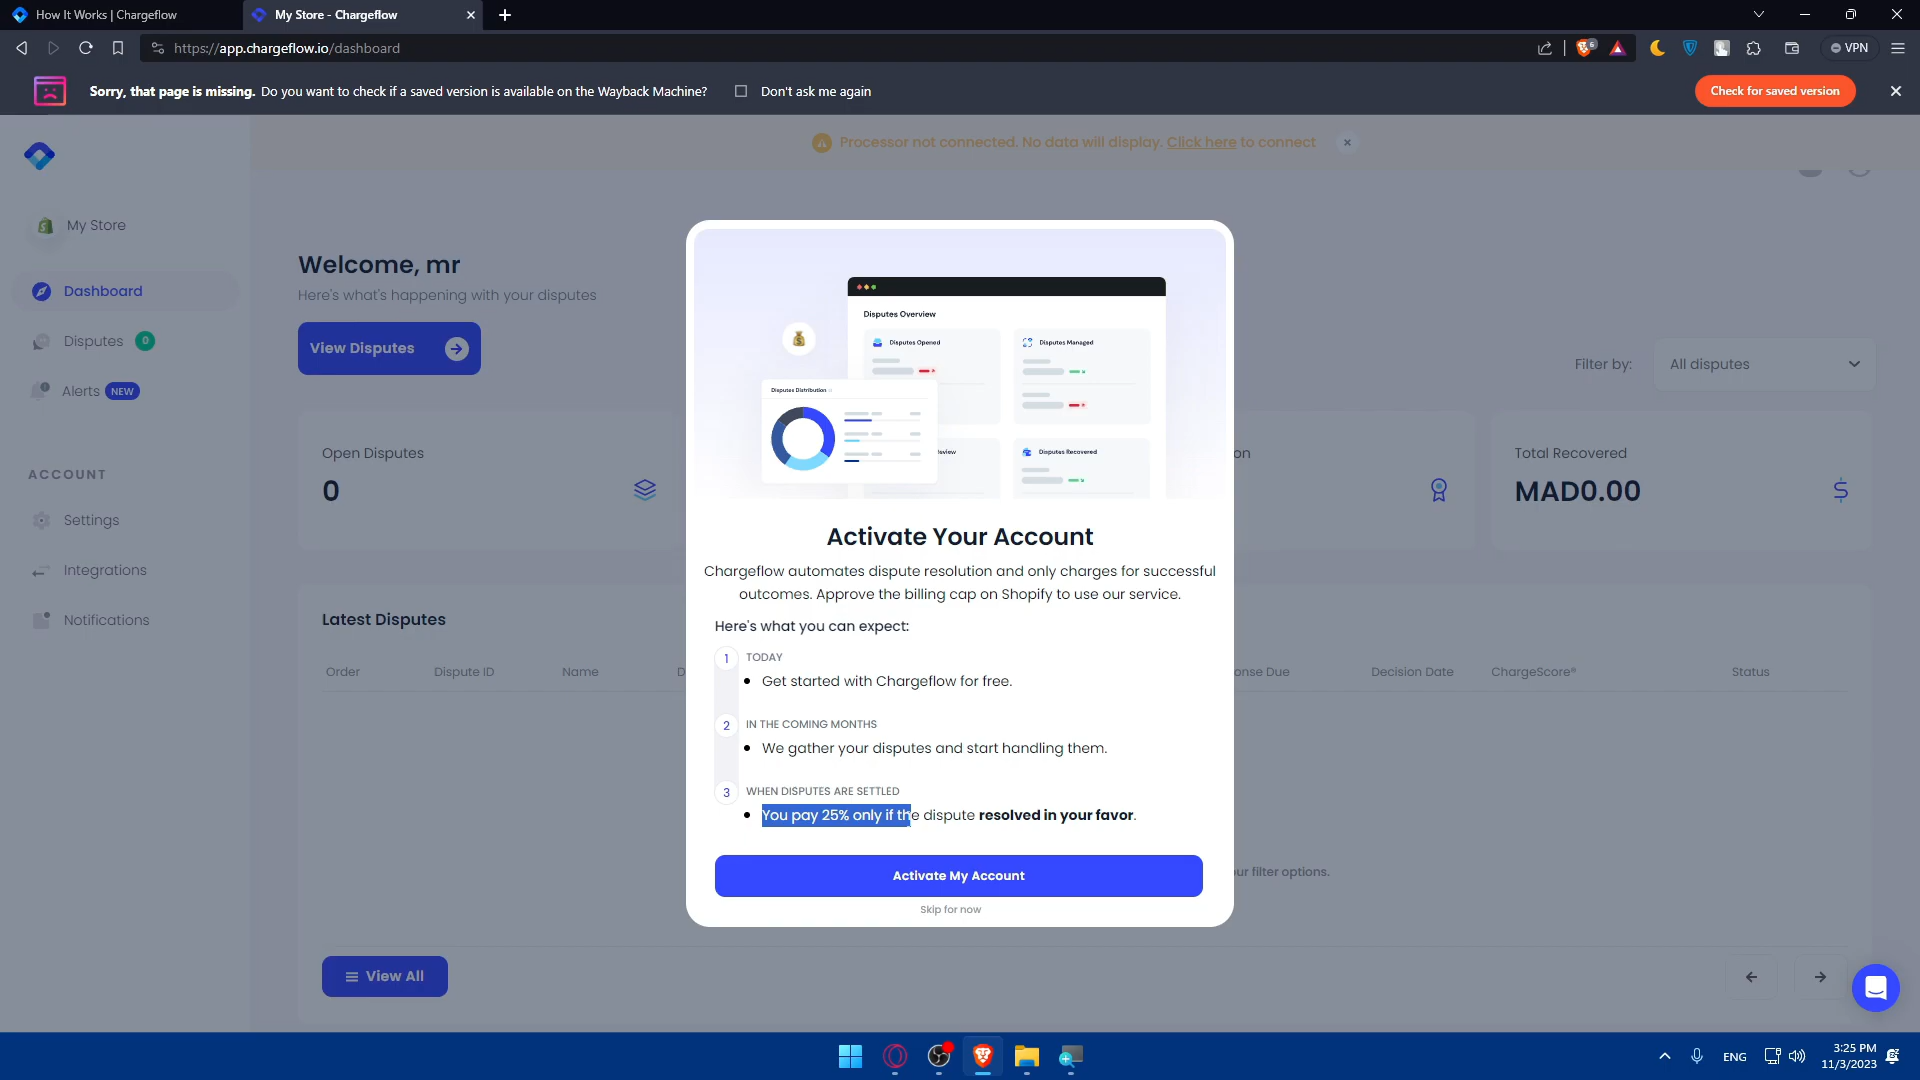 How It Works | Chargeflow
My Store - Chargeflow
https://app.chargeflow.io/dashboard
6
VPN
Sorry, that page is missing. Do you want to check if a saved version is available on the Wayback Machine?
Don't ask me again
Check for saved version
Processor not connected. No data will display. Click here to connect
My Store
Dashboard
Disputes 0
Alerts NEW
ACCOUNT
Settings
Integrations
Notifications
Welcome, mr
Here's what's happening with your disputes
View Disputes
Filter by:
All disputes
Open Disputes
0
on
Total Recovered
MAD0.00
Latest Disputes
Order
Dispute ID
Name
D
onse Due
Decision Date
ChargeScore®
Status
our filter options.
View All
Disputes Overview
Disputes Opened
Disputes Managed
Disputes Distribution
Disputes Recovered
Activate Your Account
Chargeflow automates dispute resolution and only charges for successful
outcomes. Approve the billing cap on Shopify to use our service.
Here's what you can expect:
1 TODAY
Get started with Chargeflow for free.
2 IN THE COMING MONTHS
We gather your disputes and start handling them.
3 WHEN DISPUTES ARE SETTLED
You pay 25% only if the dispute resolved in your favor.
Activate My Account
Skip for now
ENG
3:25 PM
11/3/2023